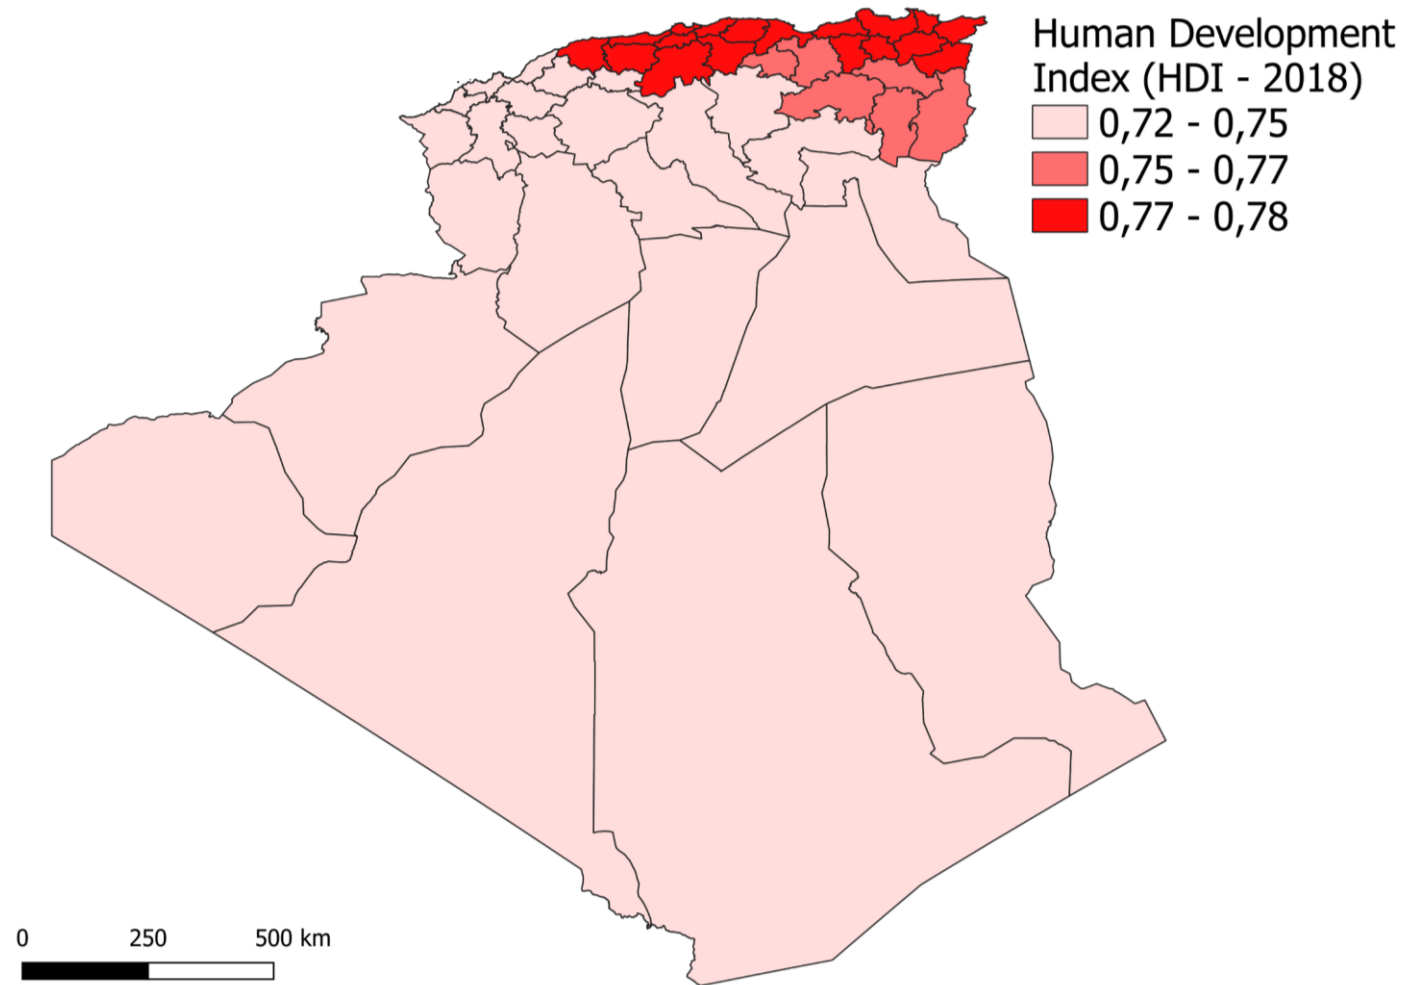 Human Development
Index (HDI - 2018)
0,72 - 0,75
0,75 - 0,77
0,77 - 0,78
0 250 500 km